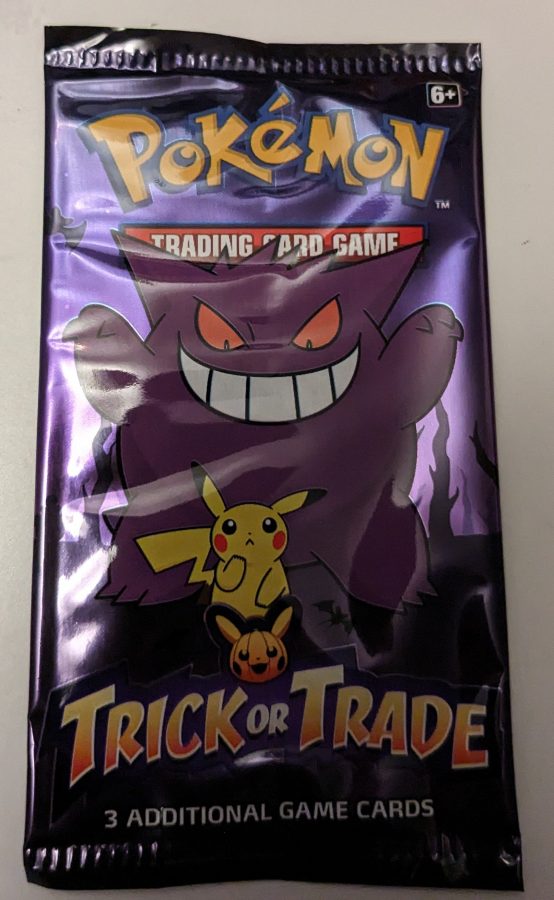 6+
POKéMON
TM
TRADING CARD GAME
TRICK OR TRADE
3 ADDITIONAL GAME CARDS